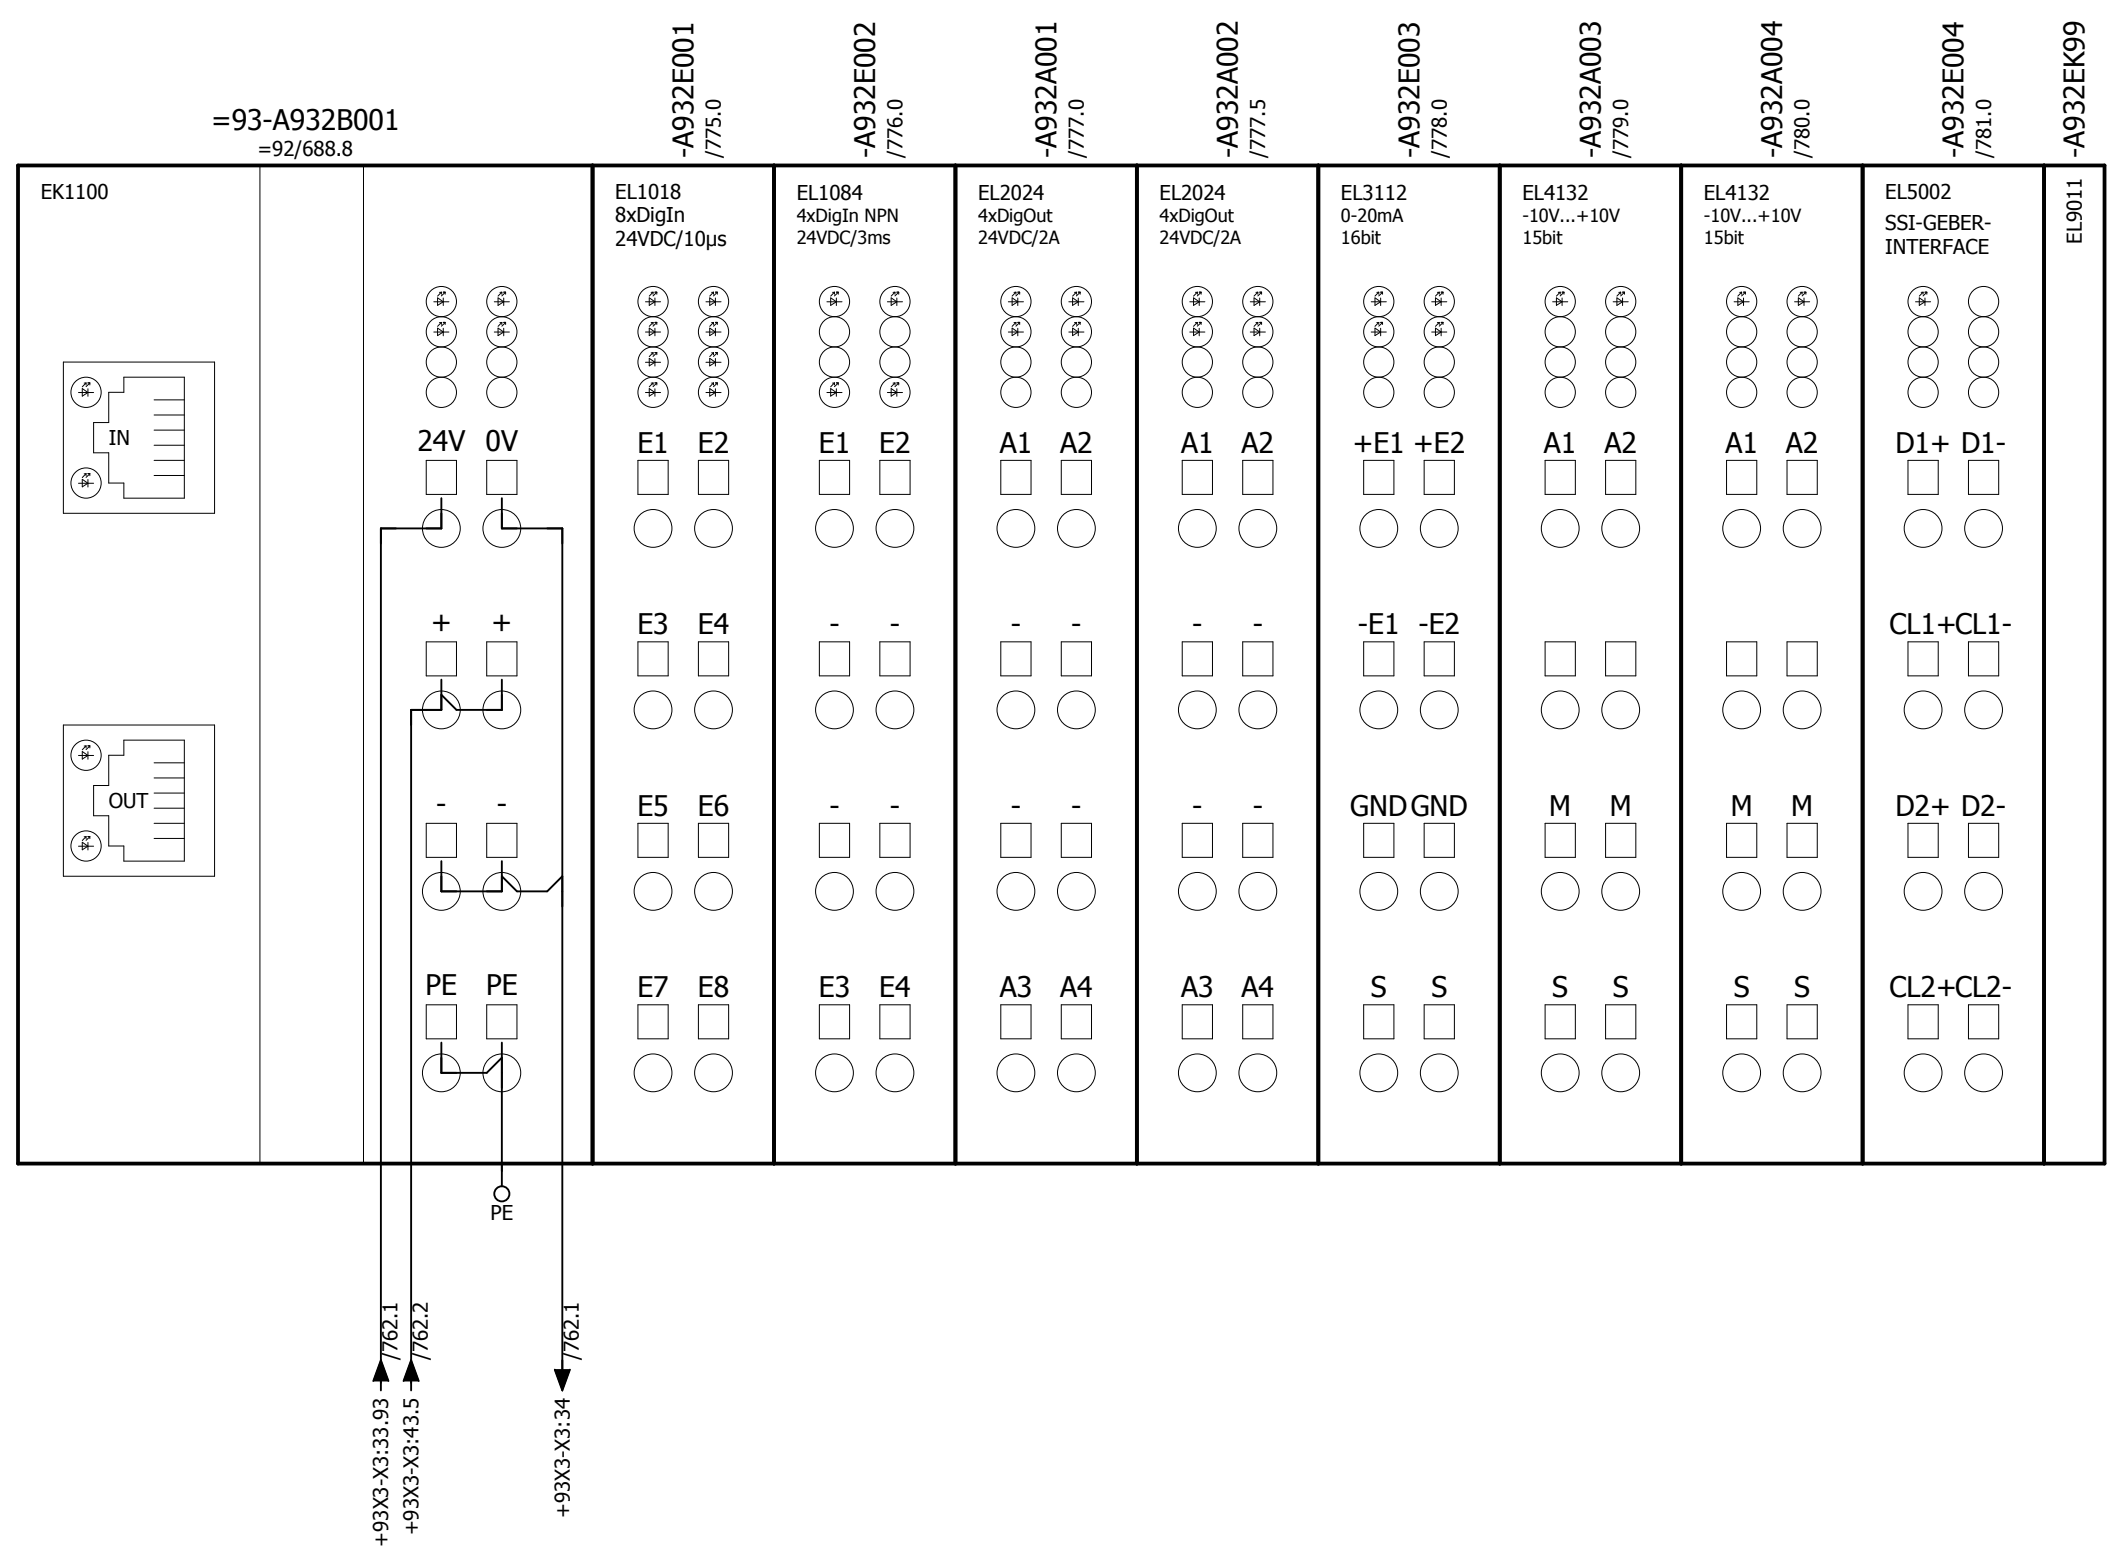 =93-A932B001
=92/688.8
-A932E001
/775.0
-A932E002
/776.0
-A932A001
/777.0
-A932A002
/777.5
-A932E003
/778.0
-A932A003
/779.0
-A932A004
/780.0
-A932E004
/781.0
-A932EK99
EK1100
EL1018
8xDigIn
24VDC/10µs
EL1084
4xDigIn NPN
24VDC/3ms
EL2024
4xDigOut
24VDC/2A
EL2024
4xDigOut
24VDC/2A
EL3112
0-20mA
16bit
EL4132
-10V...+10V
15bit
EL4132
-10V...+10V
15bit
EL5002
SSI-GEBER-
INTERFACE
EL9011
IN
24V 0V E1 E2 E1 E2 A1 A2 A1 A2 +E1 +E2 A1 A2 A1 A2 D1+ D1-
+ + E3 E4 - - - - - - -E1 -E2 CL1+ CL1-
OUT
- - E5 E6 - - - - - - GND GND M M M M D2+ D2-
PE PE E7 E8 E3 E4 A3 A4 A3 A4 S S S S S S CL2+ CL2-
PE
/762.1
/762.2
/762.1
+93X3-X3:33.93
+93X3-X3:43.5
+93X3-X3:34